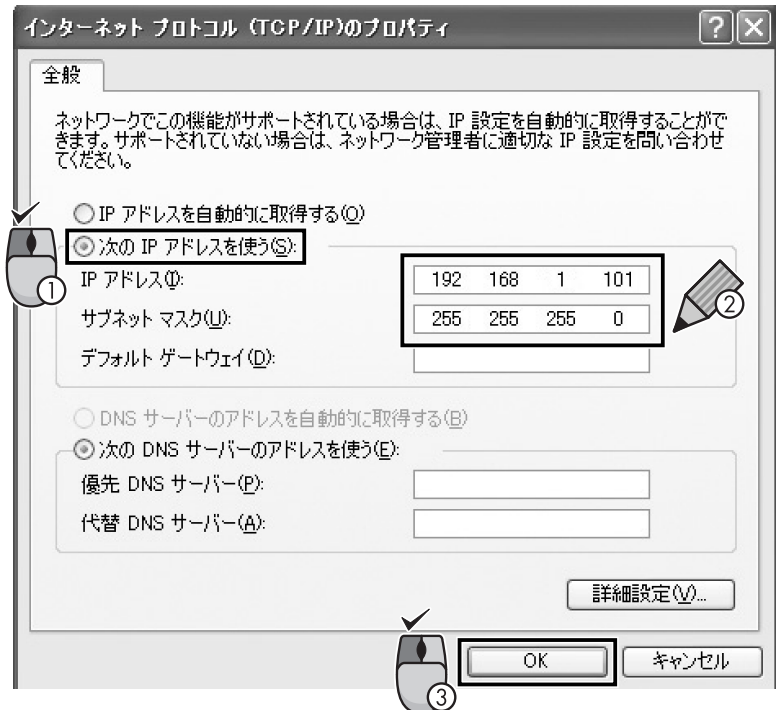 インターネット プロトコル (TCP/IP)のプロパティ
全般
ネットワークでこの機能がサポートされている場合は、IP 設定を自動的に取得することがで
きます。サポートされていない場合は、ネットワーク管理者に適切な IP 設定を問い合わせ
てください。
IP アドレスを自動的に取得する(O)
次の IP アドレスを使う(S):
①
IP アドレス(I): 192 168 1 101
②
サブネット マスク(U): 255 255 255 0
デフォルト ゲートウェイ(D):
DNS サーバーのアドレスを自動的に取得する(B)
次の DNS サーバーのアドレスを使う(E):
優先 DNS サーバー(P):
代替 DNS サーバー(A):
詳細設定(V)...
③
OK キャンセル